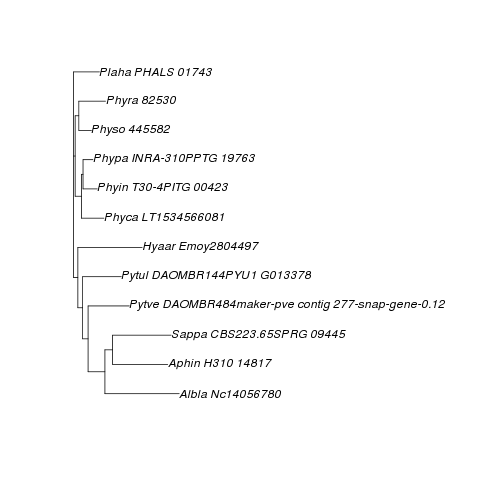 Plaha PHALS 01743
Phyra 82530
Physo 445582
Phypa INRA-310PPTG 19763
Phyin T30-4PITG 00423
Phyca LT1534566081
Hyaar Emoy2804497
Pytul DAOMBR144PYU1 G013378
Pytve DAOMBR484maker-pve contig 277-snap-gene-0.12
Sappa CBS223.65SPRG 09445
Aphin H310 14817
Albla Nc14056780